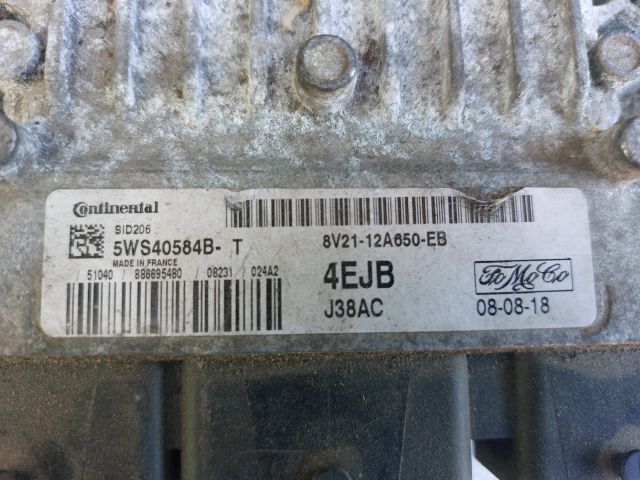 Continental
SID206
5WS40584B- T
MADE IN FRANCE
/ 51040 / 886695480 / 08231 / 024A2
8V21-12A650-EB
4EJB
FoMoCo
J38AC
08-08-18